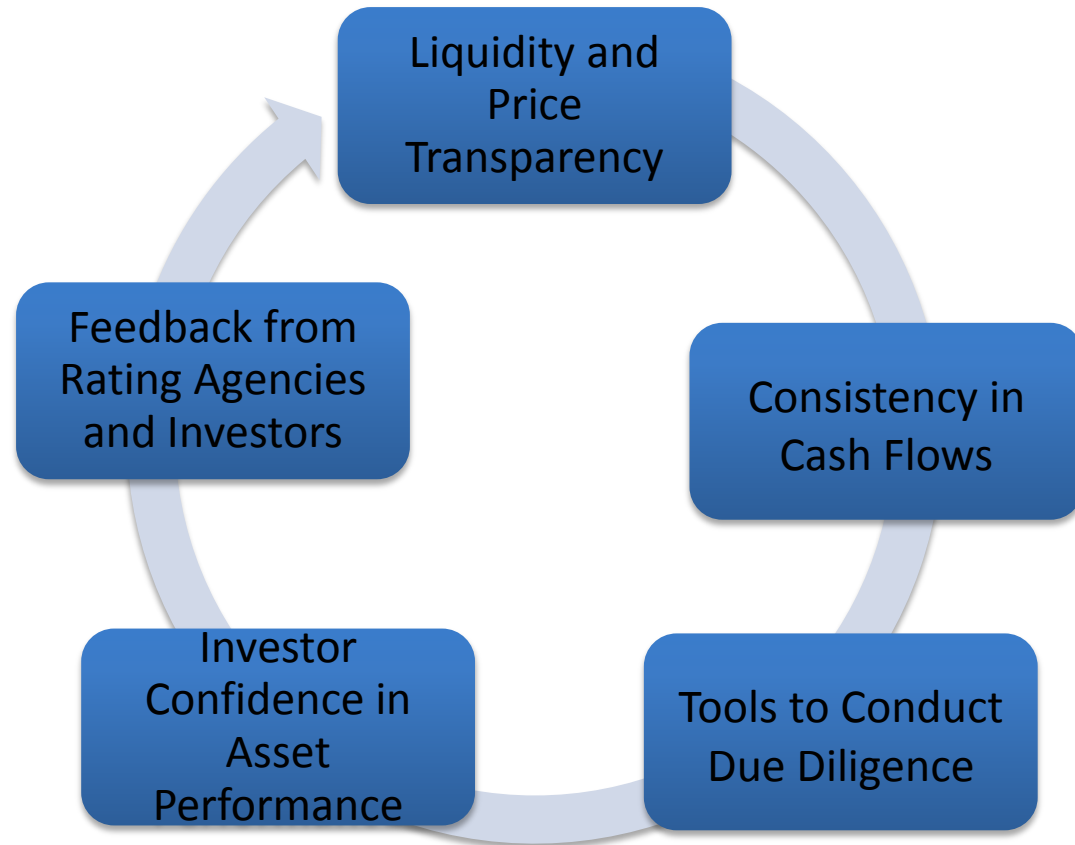 Liquidity and
Price
Transparency
Consistency in
Cash Flows
Tools to Conduct
Due Diligence
Investor
Confidence in
Asset
Performance
Feedback from
Rating Agencies
and Investors